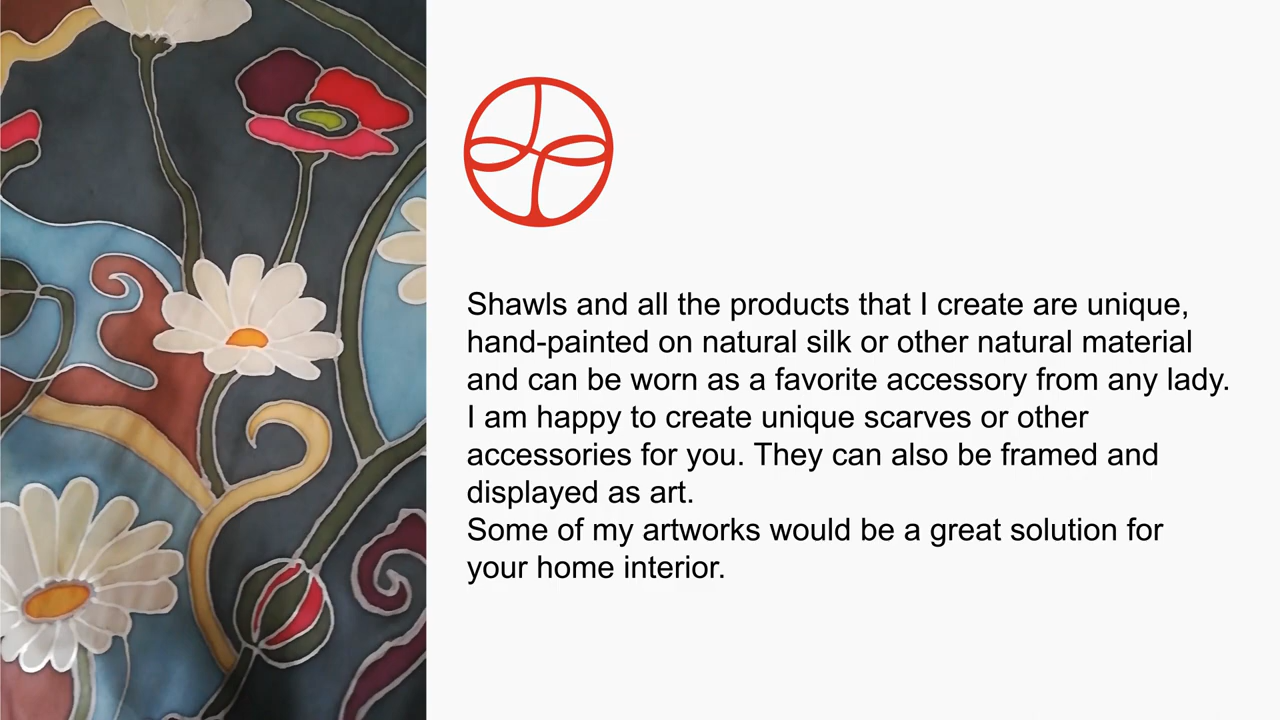 Shawls and all the products that I create are unique,
hand-painted on natural silk or other natural material
and can be worn as a favorite accessory from any lady.
I am happy to create unique scarves or other
accessories for you. They can also be framed and
displayed as art.
Some of my artworks would be a great solution for
your home interior.